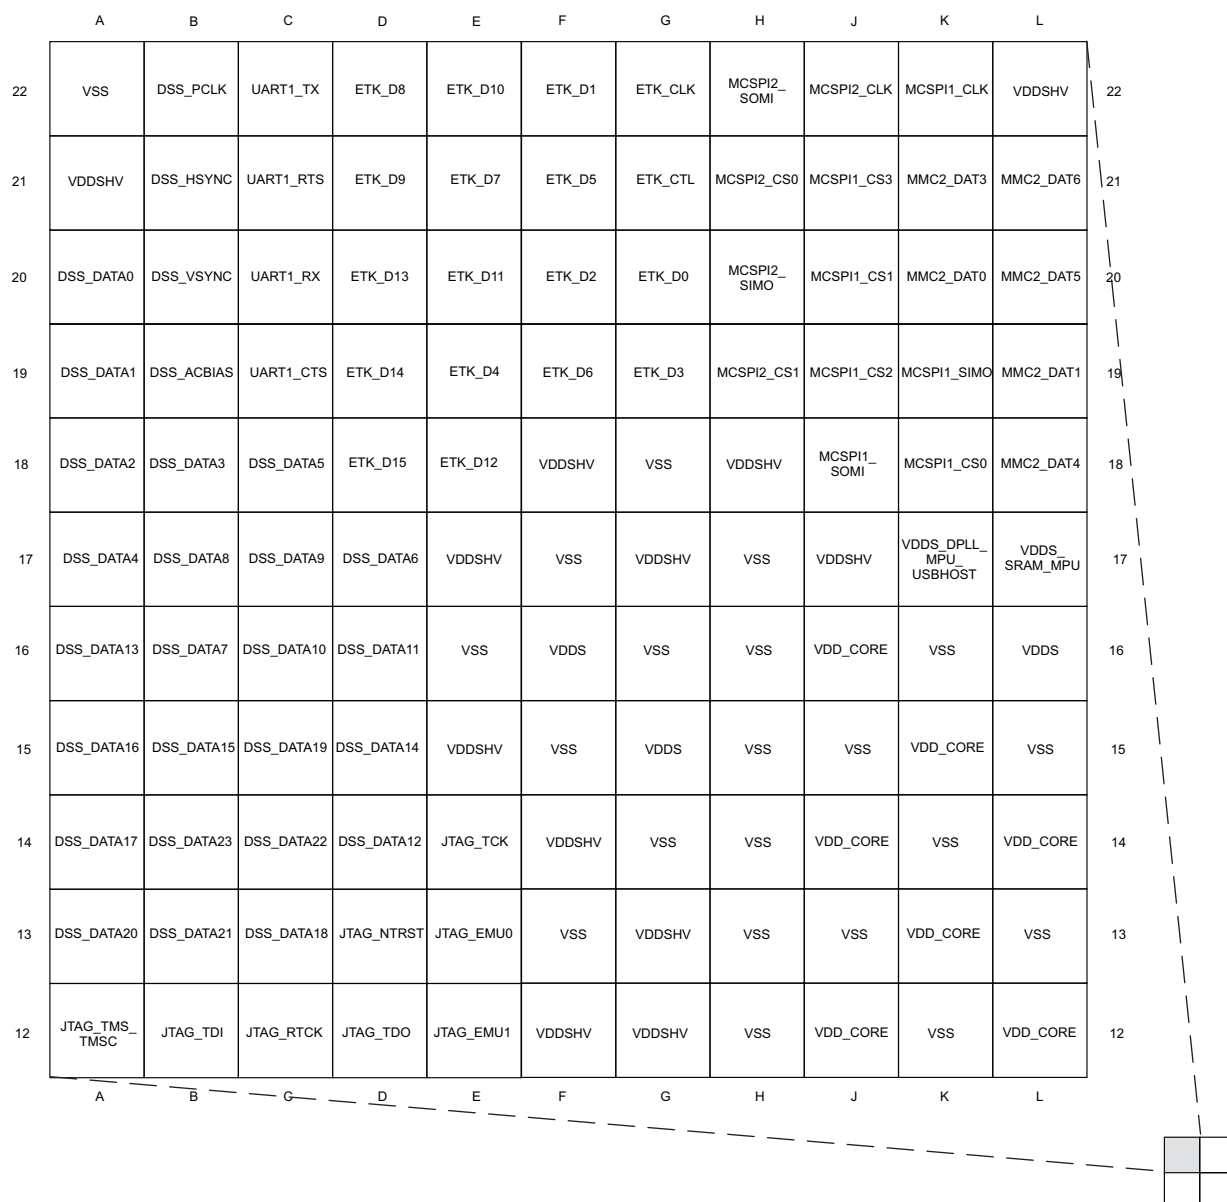 A B C D E F G H J K L
22 VSS DSS_PCLK UART1_TX ETK_D8 ETK_D10 ETK_D1 ETK_CLK MCSPI2_ SOMI MCSPI2_CLK MCSPI1_CLK VDDSHV 22
21 VDDSHV DSS_HSYNC UART1_RTS ETK_D9 ETK_D7 ETK_D5 ETK_CTL MCSPI2_CS0 MCSPI1_CS3 MMC2_DAT3 MMC2_DAT6 21
20 DSS_DATA0 DSS_VSYNC UART1_RX ETK_D13 ETK_D11 ETK_D2 ETK_D0 MCSPI2_ SIMO MCSPI1_CS1 MMC2_DAT0 MMC2_DAT5 20
19 DSS_DATA1 DSS_ACBIAS UART1_CTS ETK_D14 ETK_D4 ETK_D6 ETK_D3 MCSPI2_CS1 MCSPI1_CS2 MCSPI1_SIMO MMC2_DAT1 19
18 DSS_DATA2 DSS_DATA3 DSS_DATA5 ETK_D15 ETK_D12 VDDSHV VSS VDDSHV MCSPI1_ SOMI MCSPI1_CS0 MMC2_DAT4 18
17 DSS_DATA4 DSS_DATA8 DSS_DATA9 DSS_DATA6 VDDSHV VSS VDDSHV VSS VDDSHV VDDS_DPLL_ MPU_ USBHOST VDDS_ SRAM_MPU 17
16 DSS_DATA13 DSS_DATA7 DSS_DATA10 DSS_DATA11 VSS VDDS VSS VSS VDD_CORE VSS VDDS 16
15 DSS_DATA16 DSS_DATA15 DSS_DATA19 DSS_DATA14 VDDSHV VSS VDDS VSS VSS VDD_CORE VSS 15
14 DSS_DATA17 DSS_DATA23 DSS_DATA22 DSS_DATA12 JTAG_TCK VDDSHV VSS VSS VDD_CORE VSS VDD_CORE 14
13 DSS_DATA20 DSS_DATA21 DSS_DATA18 JTAG_NTRST JTAG_EMU0 VSS VDDSHV VSS VSS VDD_CORE VSS 13
12 JTAG_TMS_ TMSC JTAG_TDI JTAG_RTCK JTAG_TDO JTAG_EMU1 VDDSHV VDDSHV VSS VDD_CORE VSS VDD_CORE 12
A B C D E F G H J K L